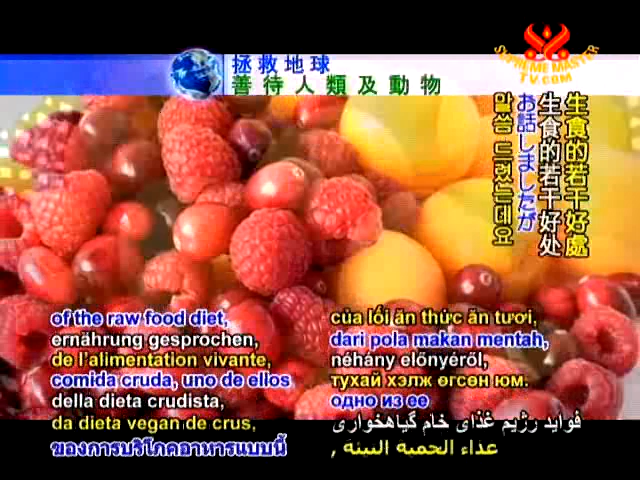 拯救地球
善待人類及動物
SUPREME MASTER
TV.COM
生食的若干好處
生食的若干好处
お話しましたが
말씀 드렸는데요
of the raw food diet,
ernährung gesprochen,
de l'alimentation vivante,
comida cruda, uno de ellos
della dieta crudista,
da dieta vegan de crus,
ของการบริโภคอาหารแบบนี้
của lối ăn thức ăn tươi,
dari pola makan mentah,
néhány előnyéről,
тухай хэлж өгсөн юм.
одно из ее
فواید رژیم غذای خام گیاهخواری
غذاء الحمية النيئة ,